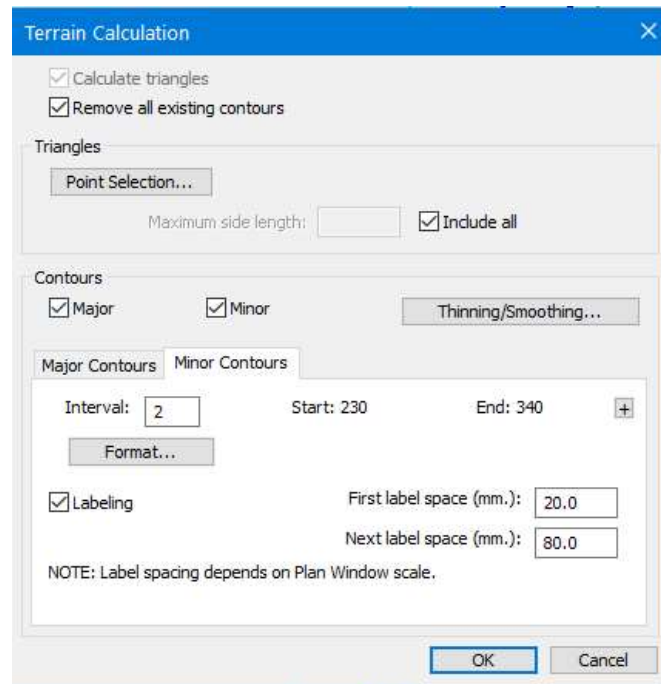 Terrain Calculation
Calculate triangles
Remove all existing contours
Triangles
Point Selection...
Maximum side length: Include all
Contours
Major Minor Thinning/Smoothing...
Major Contours Minor Contours
Interval: 2 Start: 230 End: 340 +
Format...
Labeling First label space (mm.): 20.0
Next label space (mm.): 80.0
NOTE: Label spacing depends on Plan Window scale.
OK Cancel